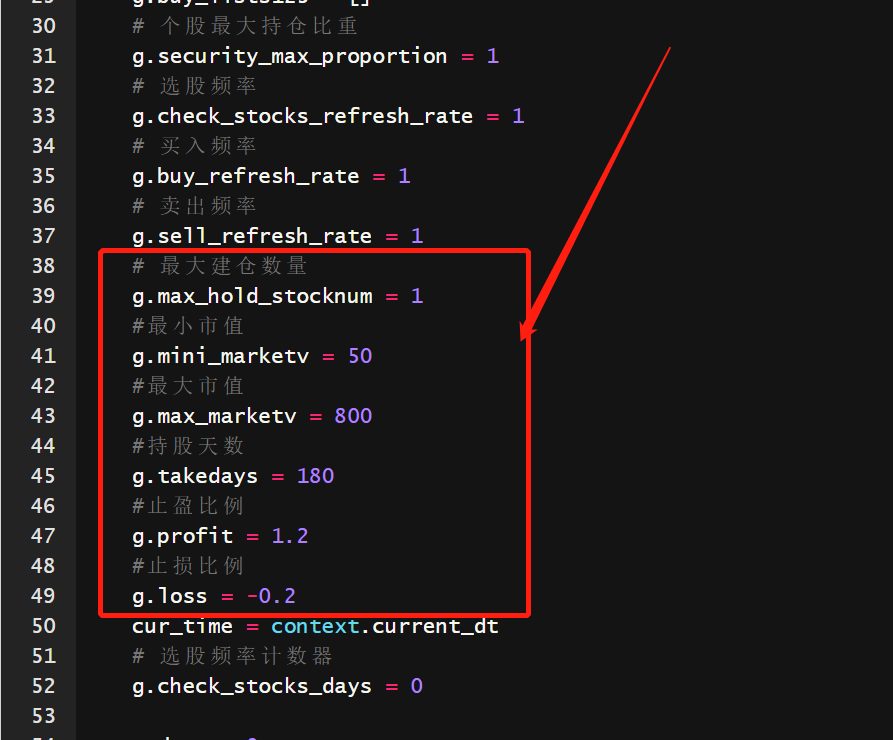 30 # 个股最大持仓比重
31 g.security_max_proportion = 1
32 # 选股频率
33 g.check_stocks_refresh_rate = 1
34 # 买入频率
35 g.buy_refresh_rate = 1
36 # 卖出频率
37 g.sell_refresh_rate = 1
38 # 最大建仓数量
39 g.max_hold_stocknum = 1
40 #最小市值
41 g.mini_marketv = 50
42 #最大市值
43 g.max_marketv = 800
44 #持股天数
45 g.takedays = 180
46 #止盈比例
47 g.profit = 1.2
48 #止损比例
49 g.loss = -0.2
50 cur_time = context.current_dt
51 # 选股频率计数器
52 g.check_stocks_days = 0
53